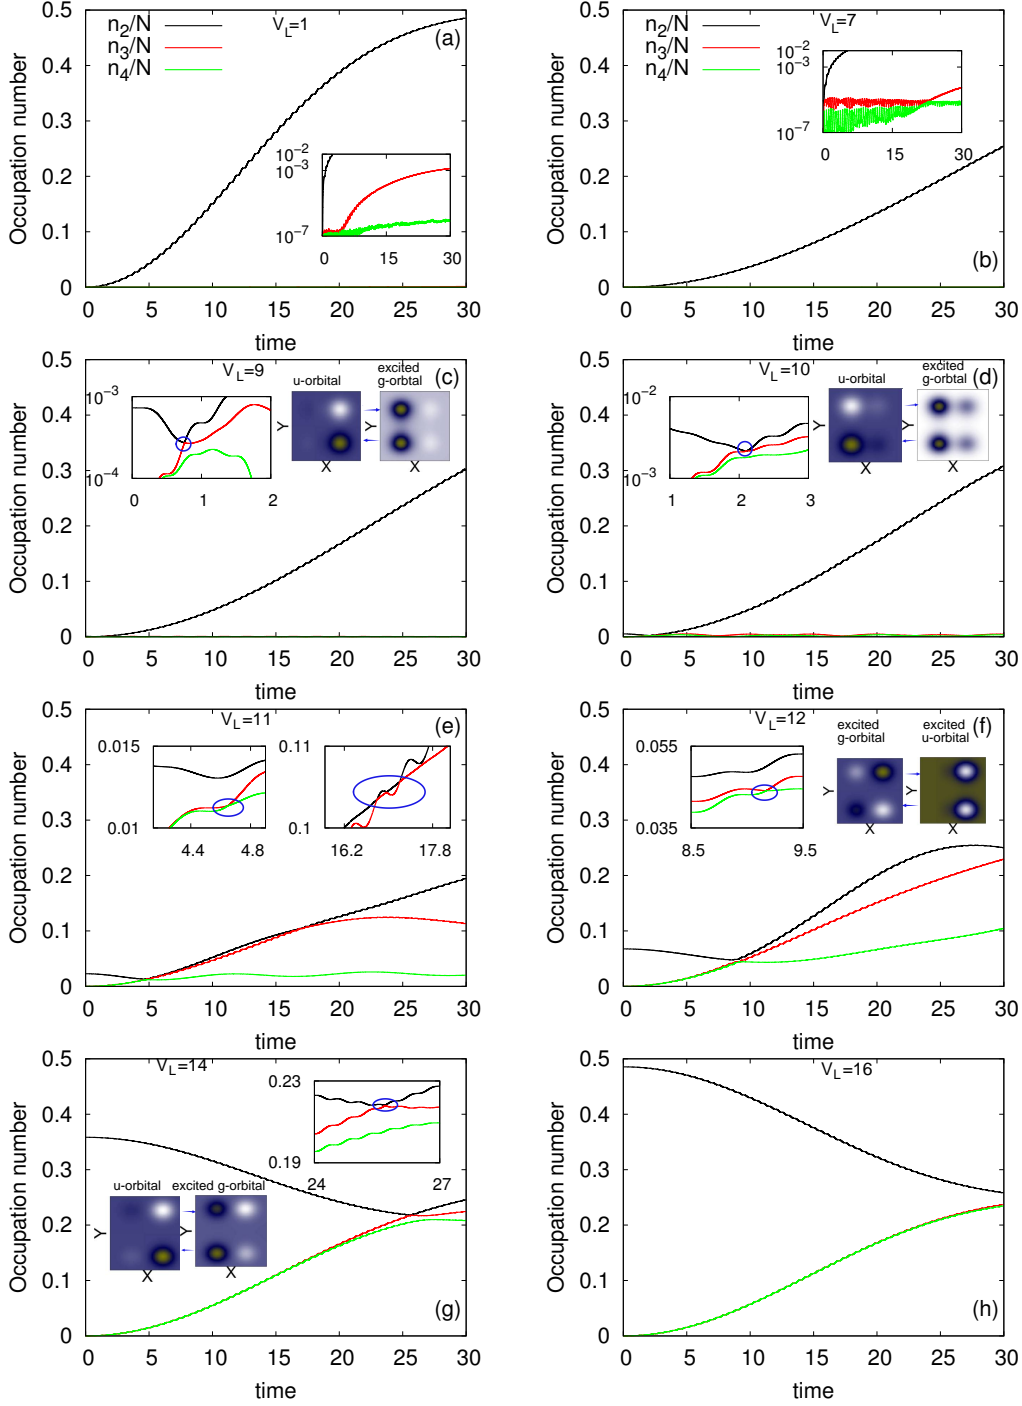 V_L=1
(a)
n₂/N
n₃/N
n₄/N
10⁻²
10⁻³
10⁻⁷
0 15 30
0.5
0.4
0.3
0.2
0.1
0
0 5 10 15 20 25 30
Occupation number
time
V_L=7
(b)
n₂/N
n₃/N
n₄/N
10⁻²
10⁻³
10⁻⁷
0 15 30
0.5
0.4
0.3
0.2
0.1
0
0 5 10 15 20 25 30
Occupation number
time
V_L=9
(c)
10⁻³
10⁻⁴
0 1 2
u-orbital
excited
g-orbtal
Y
X
Y
X
0.5
0.4
0.3
0.2
0.1
0
0 5 10 15 20 25 30
Occupation number
time
V_L=10
(d)
10⁻²
10⁻³
1 2 3
u-orbital
excited
g-orbtal
Y
X
Y
X
0.5
0.4
0.3
0.2
0.1
0
0 5 10 15 20 25 30
Occupation number
time
V_L=11
(e)
0.015
0.01
4.4 4.8
0.11
0.1
16.2 17.8
0.5
0.4
0.3
0.2
0.1
0
0 5 10 15 20 25 30
Occupation number
time
V_L=12
(f)
0.055
0.035
8.5 9.5
excited
g-orbital
excited
u-orbital
Y
X
Y
X
0.5
0.4
0.3
0.2
0.1
0
0 5 10 15 20 25 30
Occupation number
time
V_L=14
0.23
0.19
24 27
u-orbital
excited g-orbital
Y
X
Y
X
(g)
0.5
0.4
0.3
0.2
0.1
0
0 5 10 15 20 25 30
Occupation number
time
V_L=16
(h)
0.5
0.4
0.3
0.2
0.1
0
0 5 10 15 20 25 30
Occupation number
time